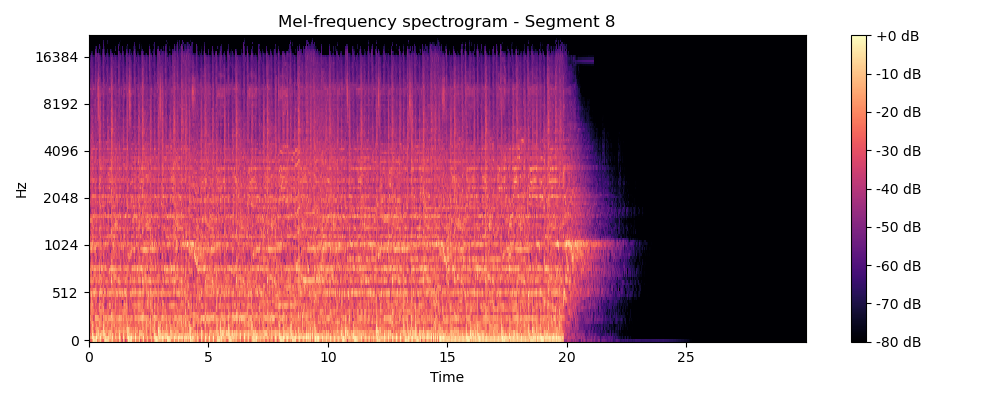 Mel-frequency spectrogram - Segment 8
Hz
16384
8192
4096
2048
1024
512
0
0 5 10 15 20 25
Time
+0 dB
-10 dB
-20 dB
-30 dB
-40 dB
-50 dB
-60 dB
-70 dB
-80 dB